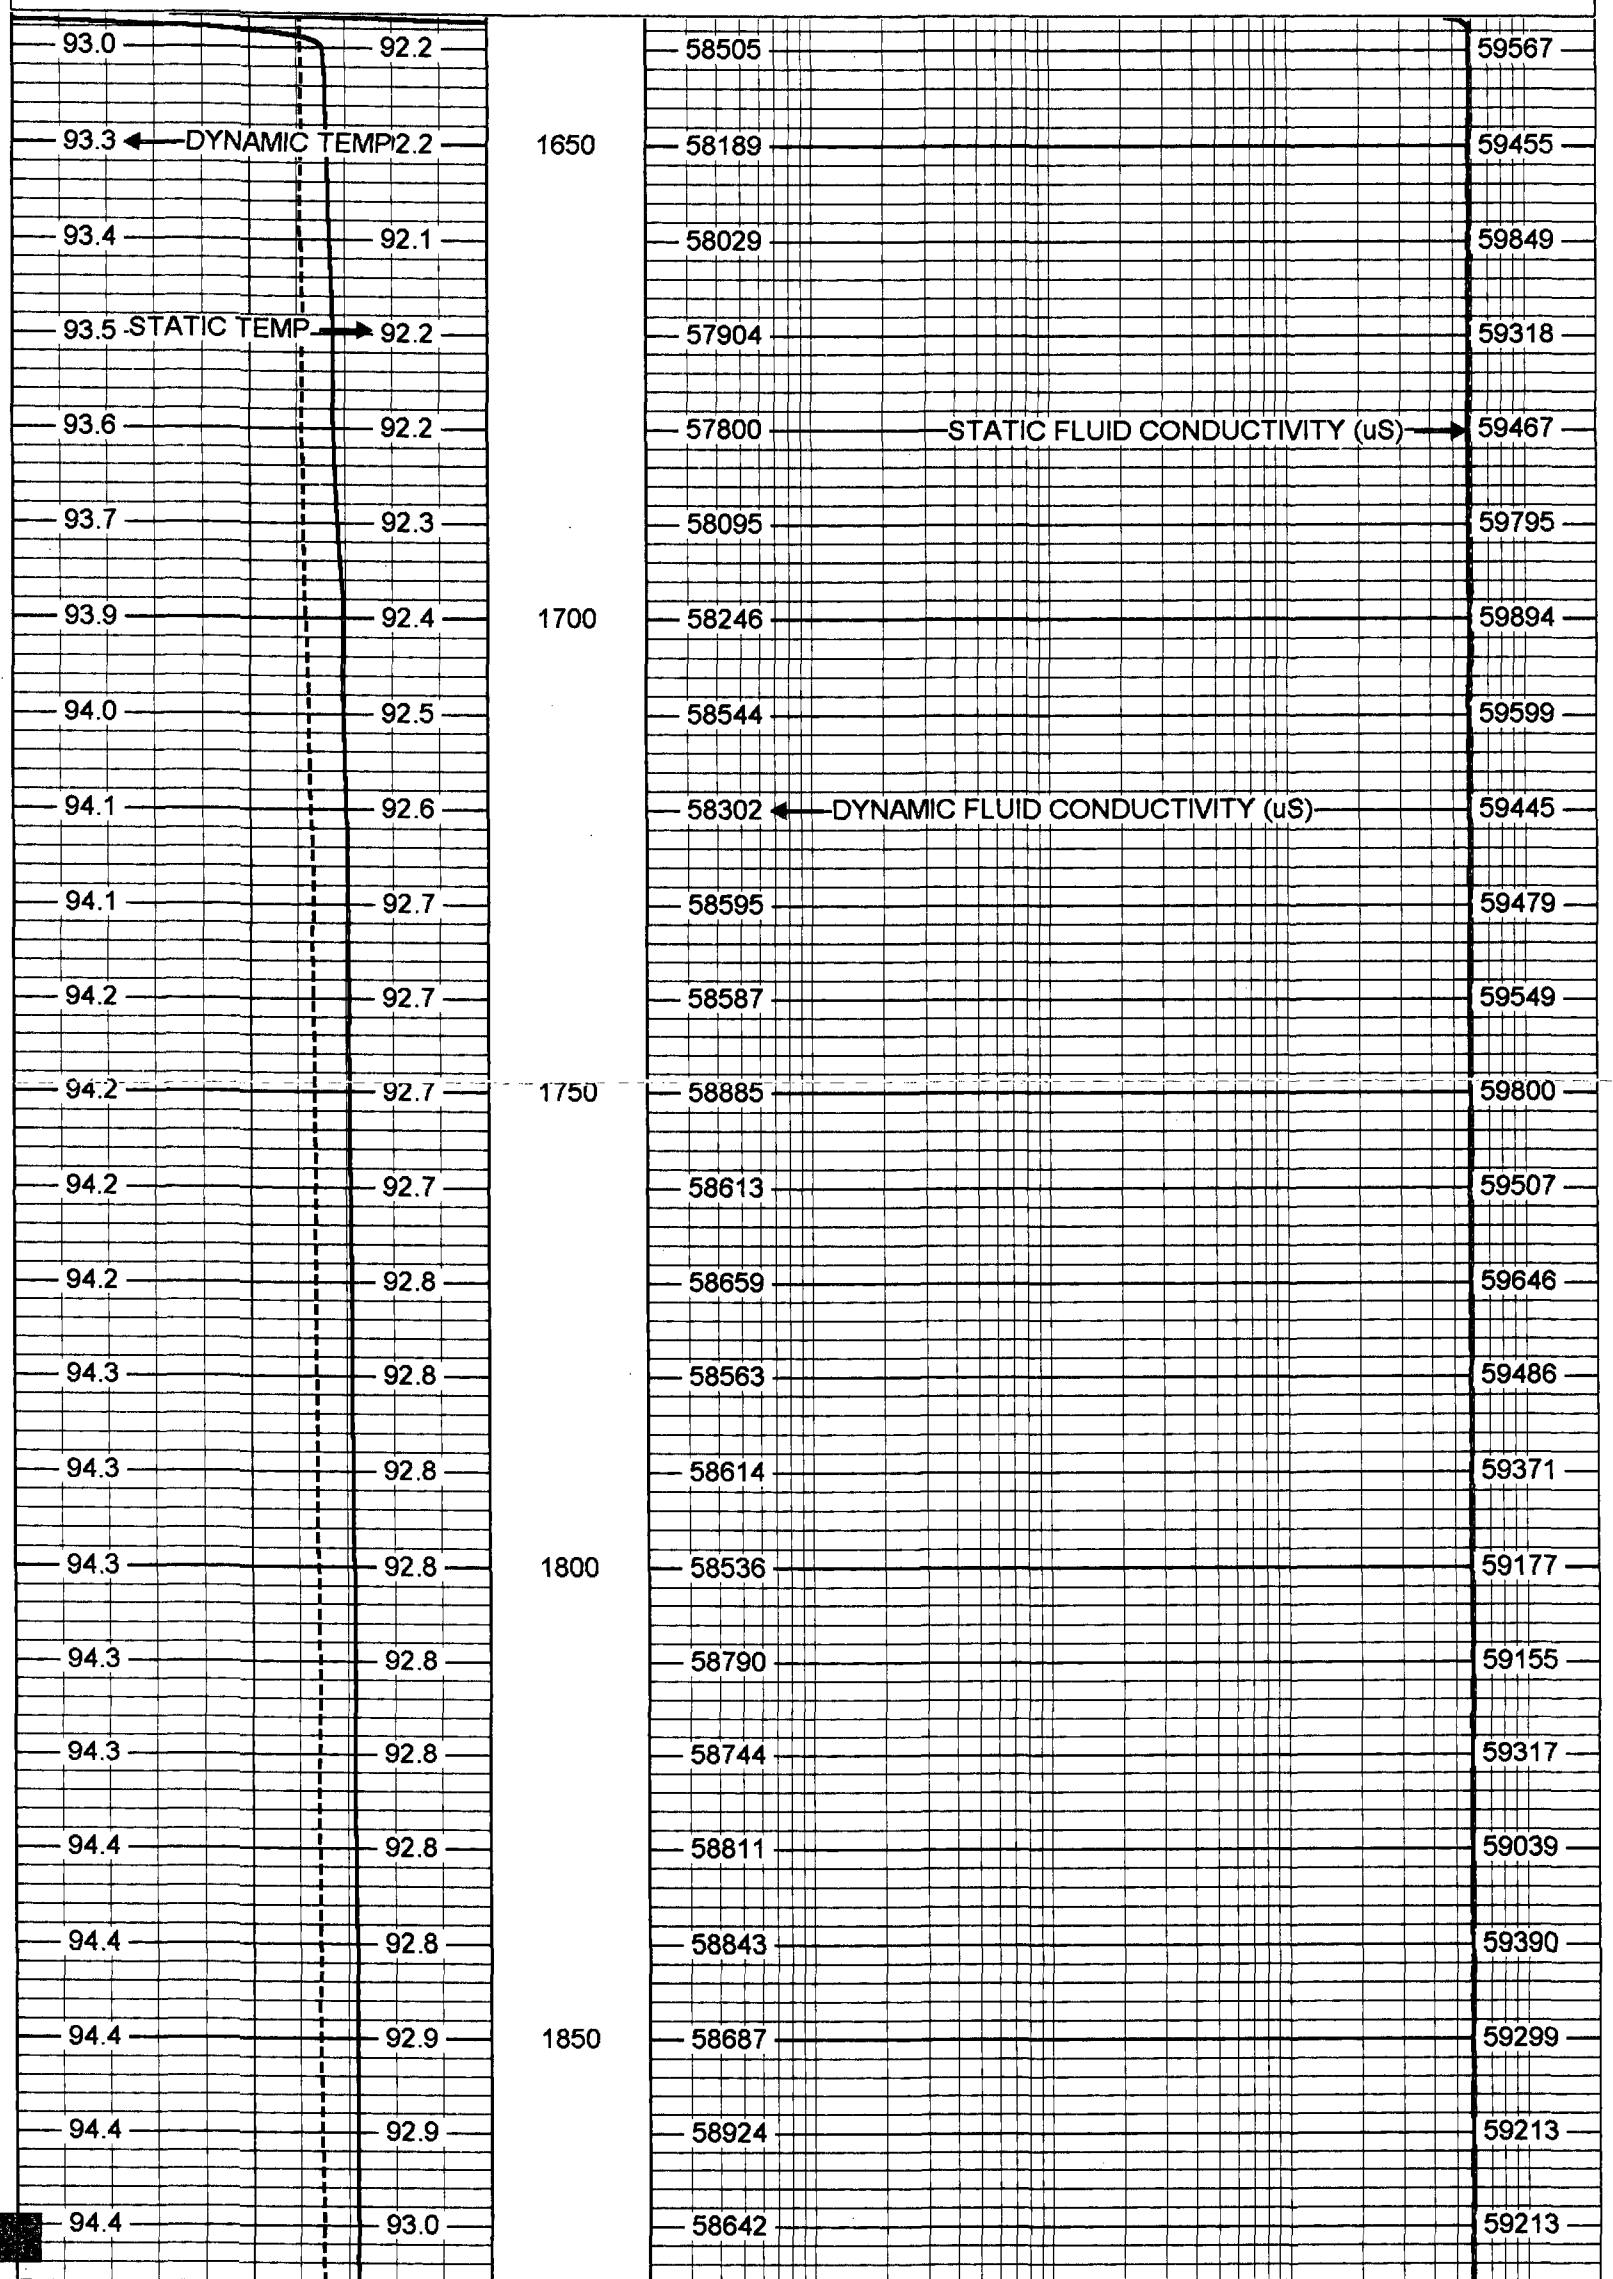 93.0 92.2 58505 59567
93.3 DYNAMIC TEMP 2.2 1650 58189 59455
93.4 92.1 58029 59849
93.5 STATIC TEMP 92.2 57904 59318
93.6 92.2 57800 STATIC FLUID CONDUCTIVITY (uS) 59467
93.7 92.3 58095 59795
93.9 92.4 1700 58246 59894
94.0 92.5 58544 59599
94.1 92.6 58302 DYNAMIC FLUID CONDUCTIVITY (uS) 59445
94.1 92.7 58595 59479
94.2 92.7 58587 59549
94.2 92.7 1750 58885 59800
94.2 92.7 58613 59507
94.2 92.8 58659 59646
94.3 92.8 58563 59486
94.3 92.8 58614 59371
94.3 92.8 1800 58536 59177
94.3 92.8 58790 59155
94.3 92.8 58744 59317
94.4 92.8 58811 59039
94.4 92.8 58843 59390
94.4 92.9 1850 58687 59299
94.4 92.9 58924 59213
94.4 93.0 58642 59213